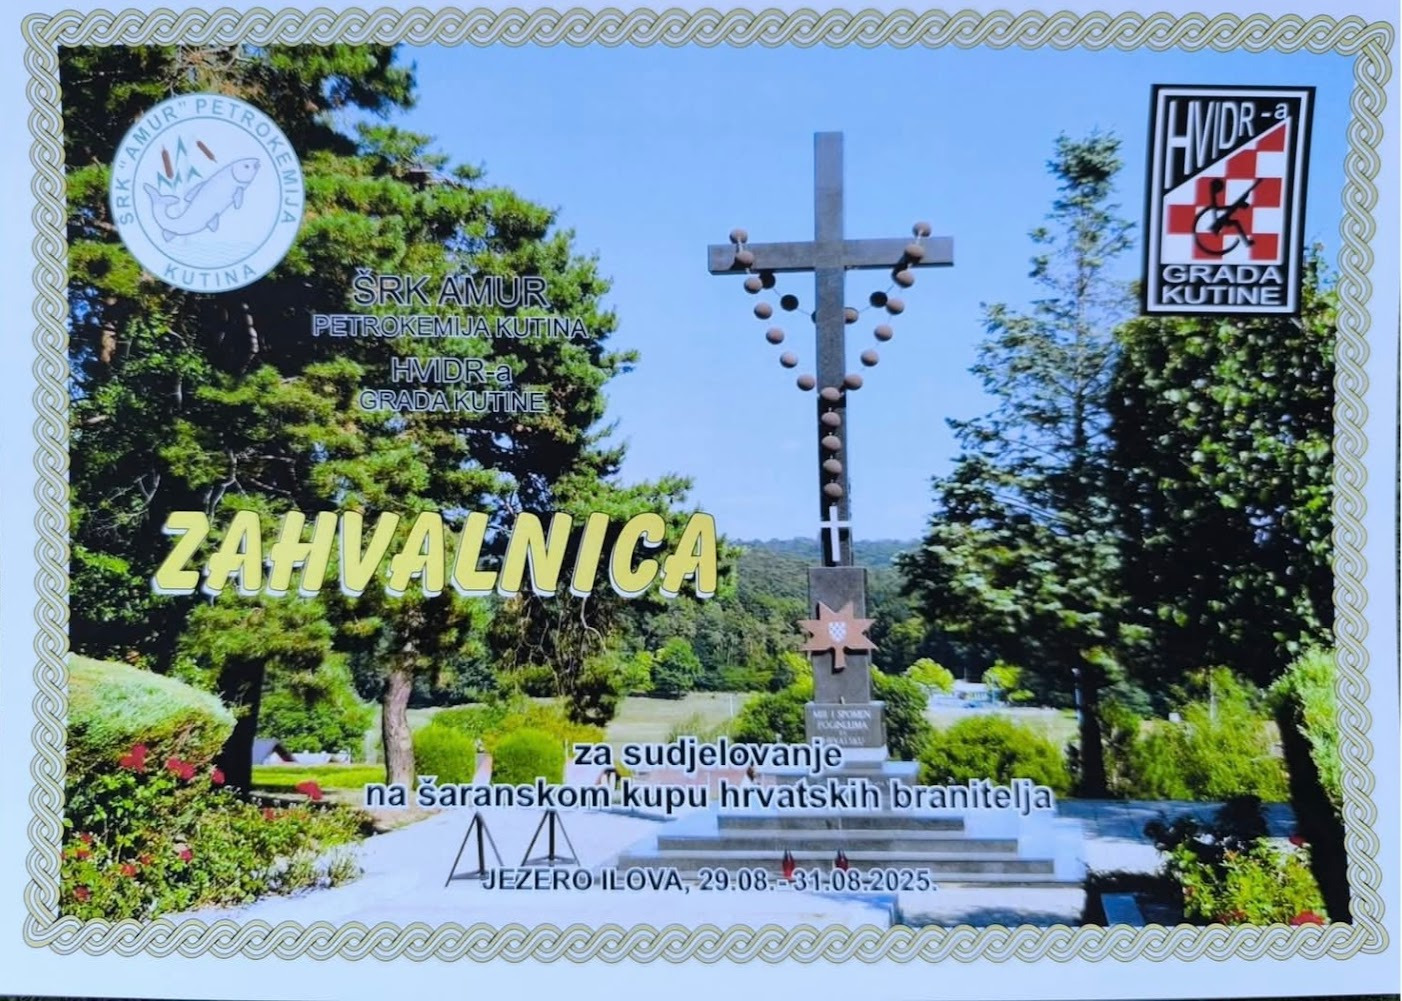 ŠRK "AMUR" PETROKEMIJA
KUTINA
HVIDR-a
GRADA
KUTINE
ŠRK AMUR
PETROKEMIJA KUTINA
HVIDR-a
GRADA KUTINE
ZAHVALNICA
MIR I SPOMEN
POGINULIMA
za sudjelovanje
na šaranskom kupu hrvatskih branitelja
JEZERO ILOVA, 29.08.-31.08.2025.